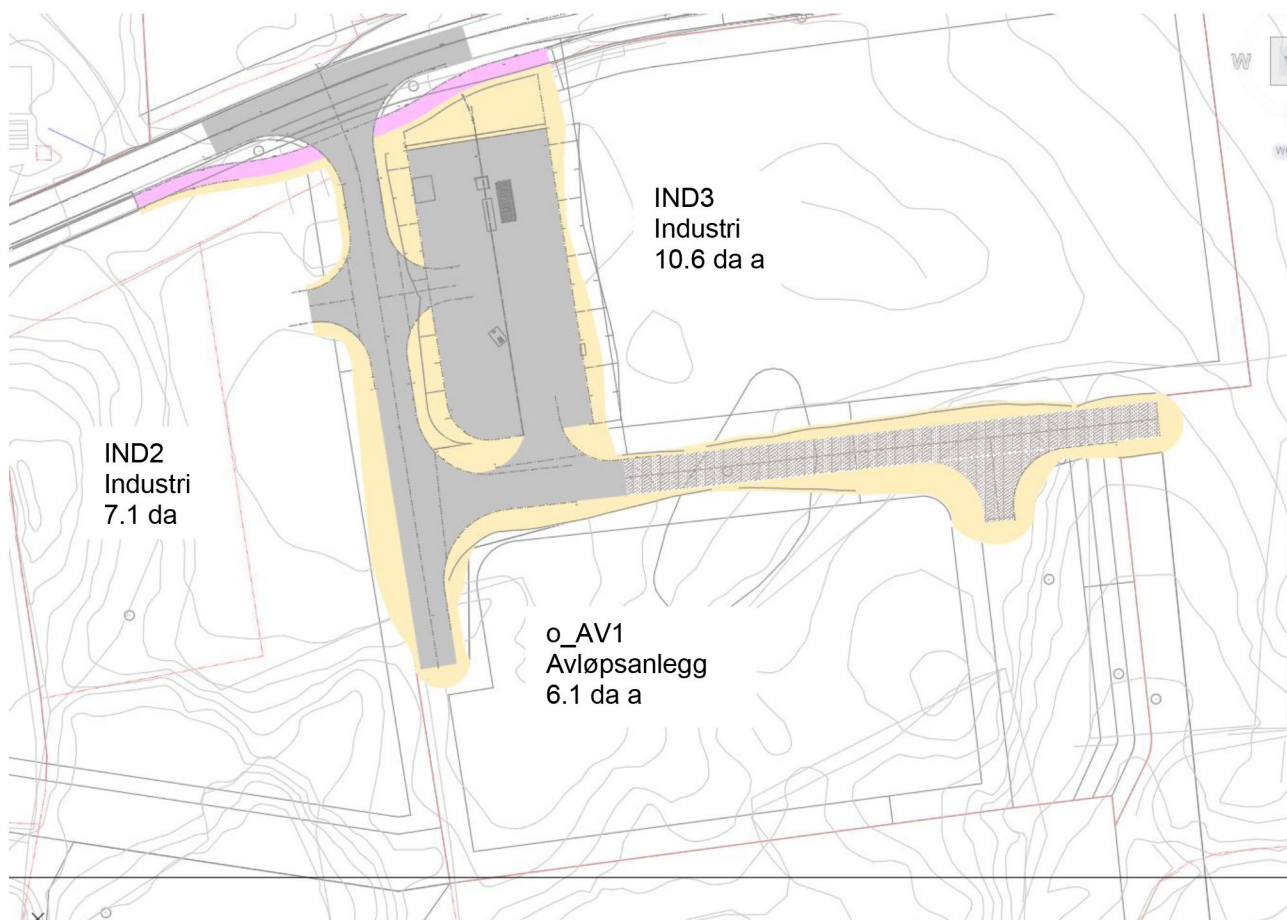 W
IND3
Industri
10.6 da a
IND2
Industri
7.1 da
o_AV1
Avløpsanlegg
6.1 da a